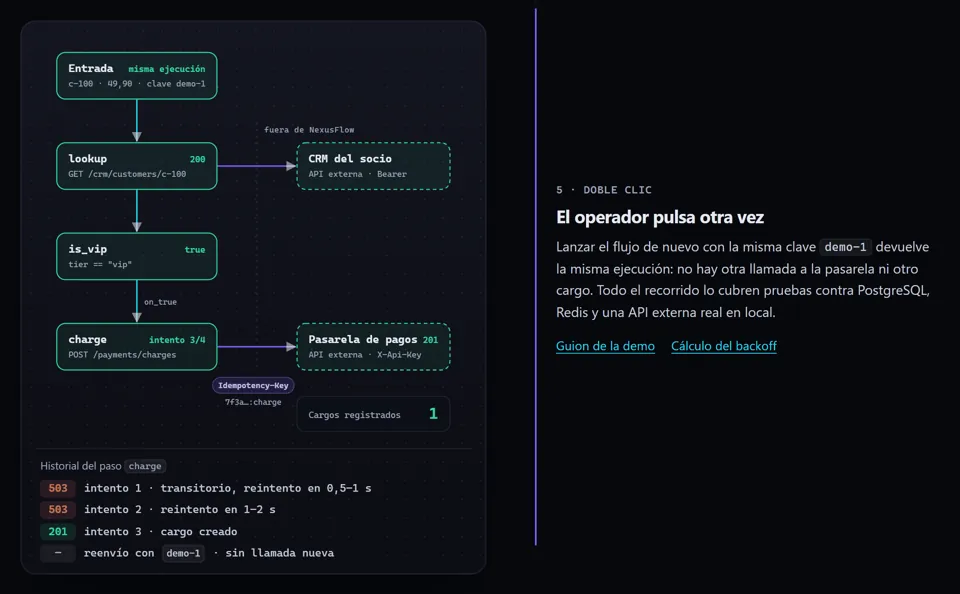 Entrada misma ejecución
c-100 · 49,90 · clave demo-1
fuera de NexusFlow
lookup 200
GET /crm/customers/c-100
CRM del socio
API externa · Bearer
is_vip true
tier == "vip"
on_true
charge intento 3/4
POST /payments/charges
Pasarela de pagos 201
API externa · X-Api-Key
Idempotency-Key
7f3a…:charge
Cargos registrados 1
Historial del paso charge
503 intento 1 · transitorio, reintento en 0,5–1 s
503 intento 2 · reintento en 1–2 s
201 intento 3 · cargo creado
— reenvío con demo-1 · sin llamada nueva
5 · DOBLE CLIC
El operador pulsa otra vez
Lanzar el flujo de nuevo con la misma clave demo-1 devuelve
la misma ejecución: no hay otra llamada a la pasarela ni otro
cargo. Todo el recorrido lo cubren pruebas contra PostgreSQL,
Redis y una API externa real en local.
Guion de la demo Cálculo del backoff